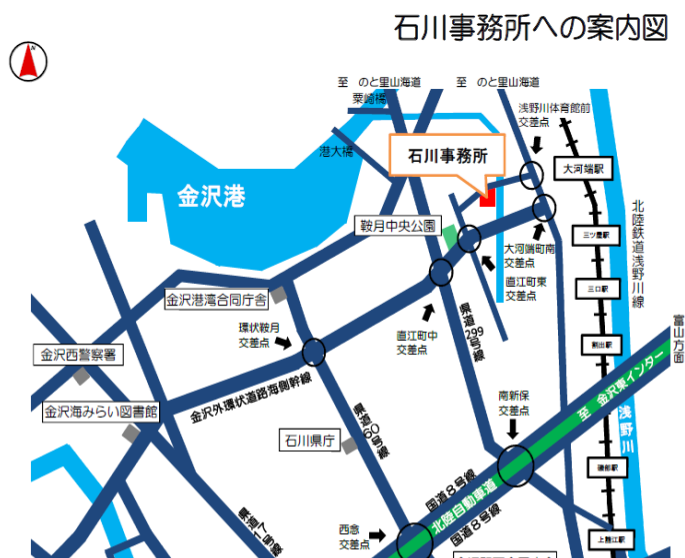 石川事務所への案内図
N
至　のと里山海道
至　のと里山海道
粟崎橋
浅野川体育館前
交差点
港大橋
石川事務所
大河端駅
金沢港
鞍月中央公園
北陸鉄道浅野川線
三ツ屋駅
大河端町南
交差点
直江町東
交差点
三口駅
金沢港湾合同庁舎
環状鞍月
交差点
直江町中
交差点
県道299号線
富山方面
割出駅
金沢西警察署
至　金沢東インター
南新保
交差点
金沢海みらい図書館
金沢外環状道路海側幹線
県道60号線
浅野川
石川県庁
磯部駅
国道8号線
北陸自動車道
国道8号線
西念
交差点
上諸江駅